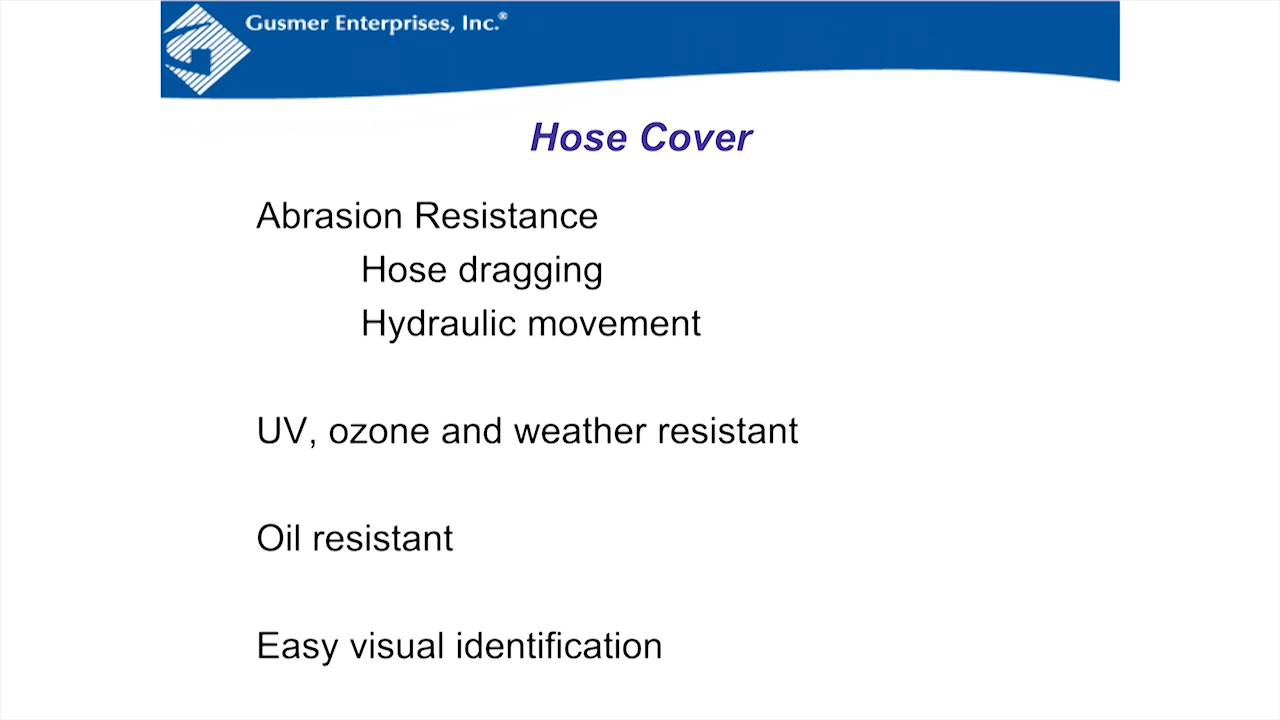 Gusmer Enterprises, Inc.®
Hose Cover
Abrasion Resistance
Hose dragging
Hydraulic movement
UV, ozone and weather resistant
Oil resistant
Easy visual identification